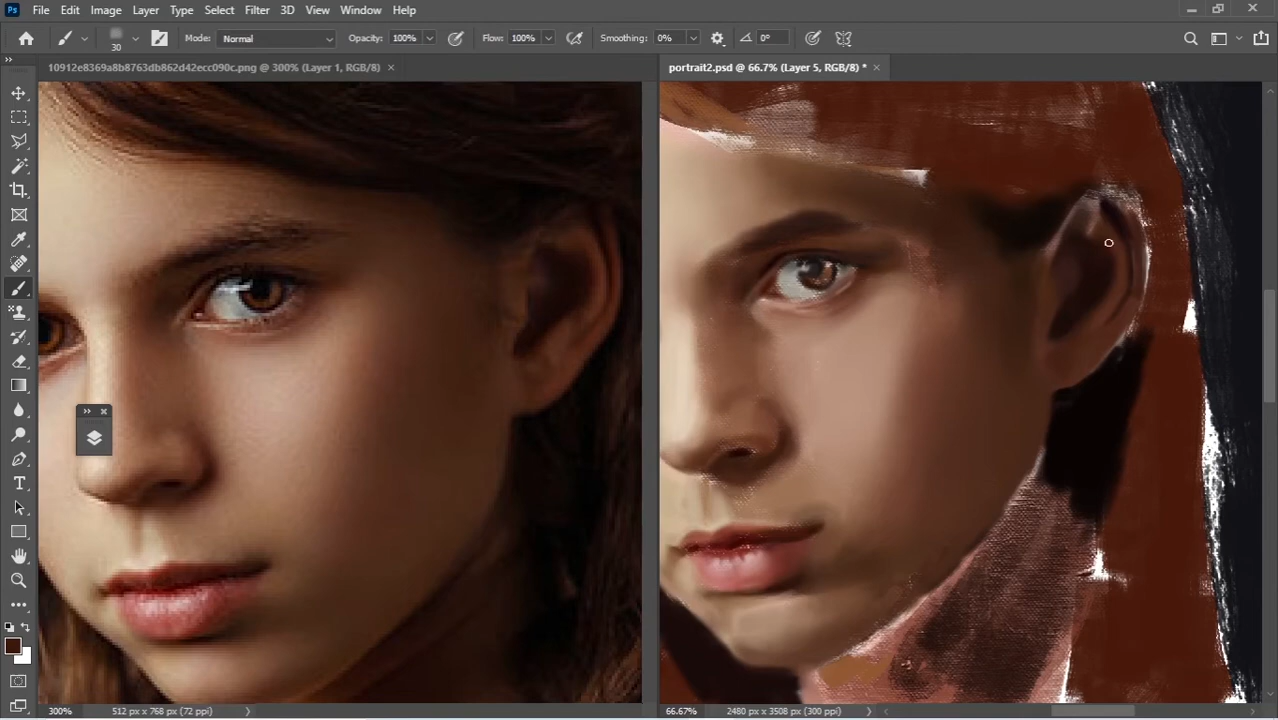 Ps File Edit Image Layer Type Select Filter 3D View Window Help
30 Mode: Normal Opacity: 100% Flow: 100% Smoothing: 0% 0°
10912e8369a8b8763db862d42ecc090c.png @ 300% (Layer 1, RGB/8) × portrait2.psd @ 66.7% (Layer 5, RGB/8) * ×
T
300% 512 px x 768 px (72 ppi) 66.67% 2480 px x 3508 px (300 ppi)